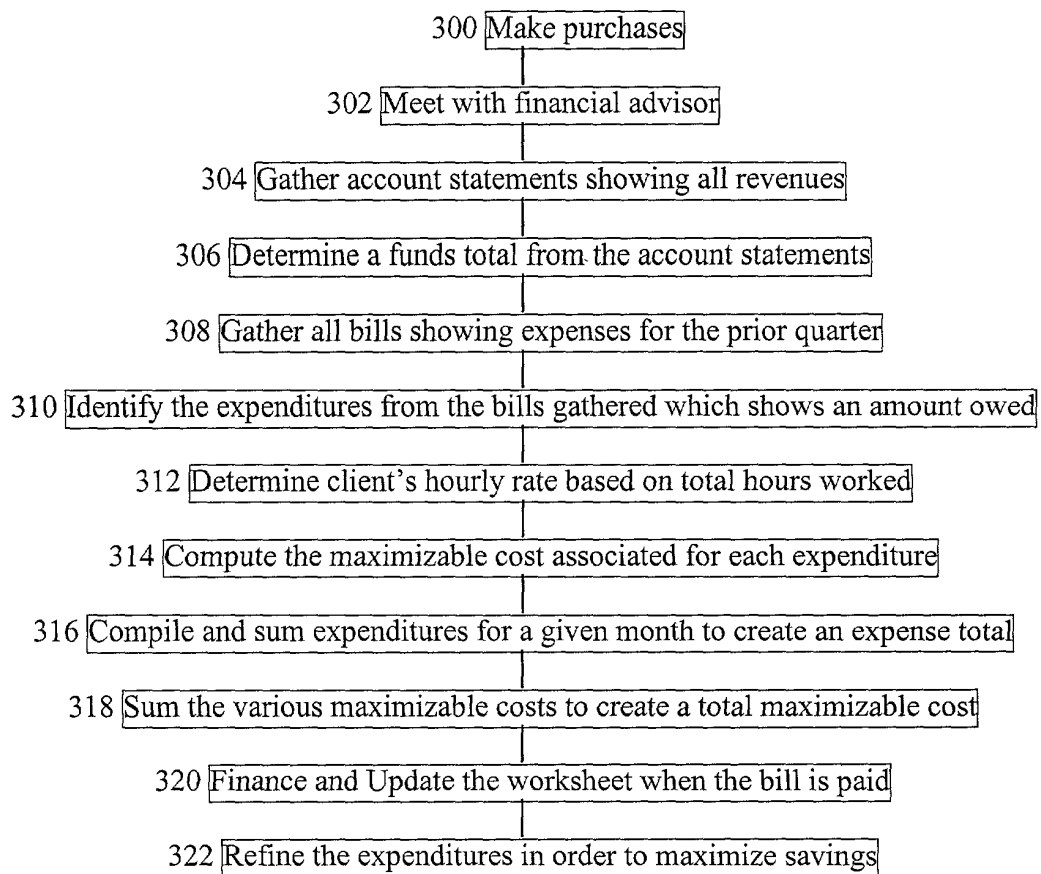 300 Make purchases
302 Meet with financial advisor
304 Gather account statements showing all revenues
306 Determine a funds total from the account statements
308 Gather all bills showing expenses for the prior quarter
310 Identify the expenditures from the bills gathered which shows an amount owed
312 Determine client's hourly rate based on total hours worked
314 Compute the maximizable cost associated for each expenditure
316 Compile and sum expenditures for a given month to create an expense total
318 Sum the various maximizable costs to create a total maximizable cost
320 Finance and Update the worksheet when the bill is paid
322 Refine the expenditures in order to maximize savings